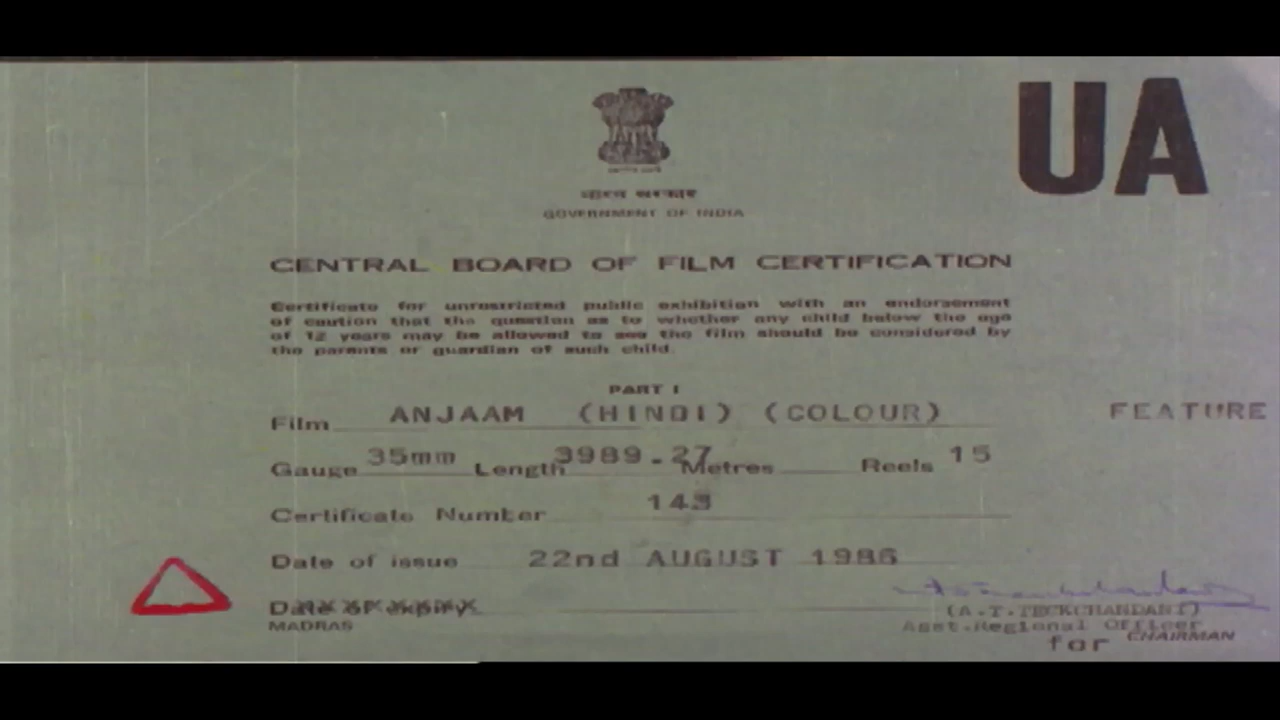 UA
भारत सरकार
GOVERNMENT OF INDIA
CENTRAL BOARD OF FILM CERTIFICATION
Certificate for unrestricted public exhibition with an endorsement
of caution that the question as to whether any child below the age
of 12 years may be allowed to see the film should be considered by
the parents or guardian of such child.
PART I
Film ANJAAM (HINDI) (COLOUR) FEATURE
Gauge 35mm Length 3989.27 Metres Reels 15
Certificate Number 143
Date of issue 22nd AUGUST 1986
Date of expiry
MADRAS
(A.T.TECKCHANDANI)
Asst.Regional Officer
for CHAIRMAN